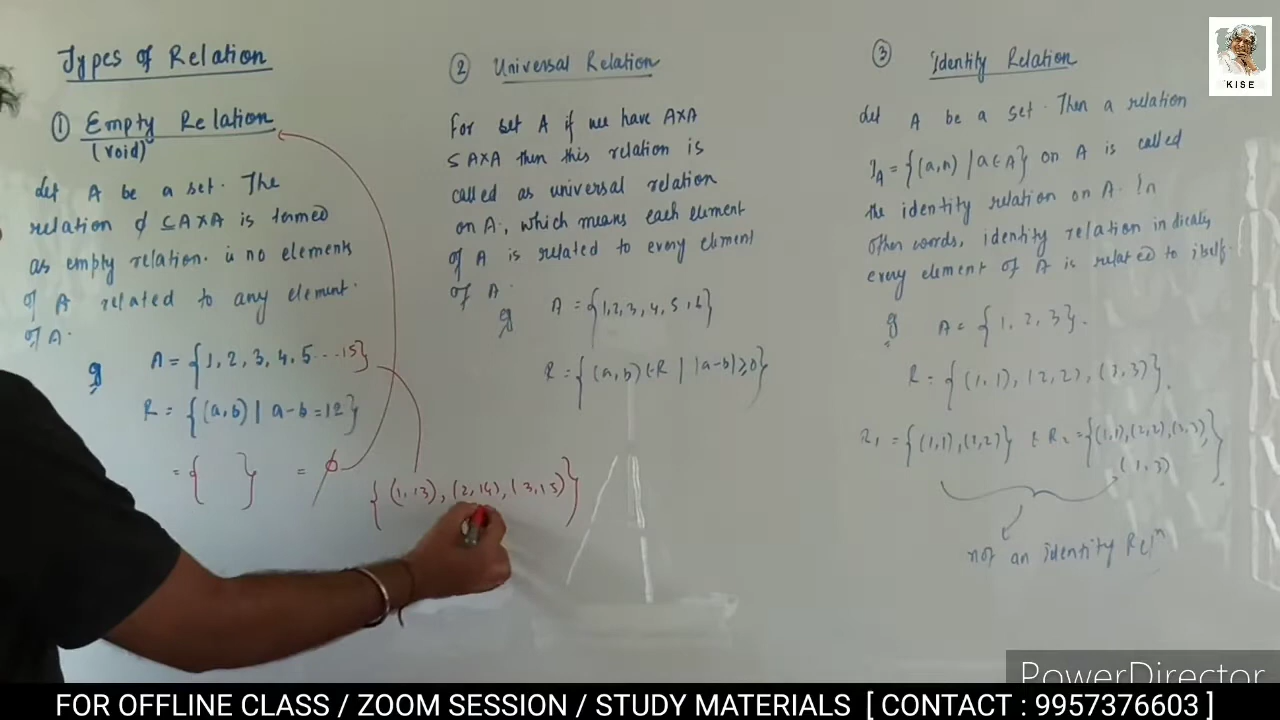 Types of Relation
① Empty Relation
(void)
Let A be a set. The
relation ϕ ⊆ A×A is termed
as empty relation. ie no elements
of A related to any element.
of A.
eg A = {1, 2, 3, 4, 5 ... 15}
R = {(a,b) | a-b = 12}
= { } = ϕ
{(1,13), (2,14), (3,15)}
② Universal Relation
For set A if we have A×A
⊆ A×A then this relation is
called as universal relation
on A., which means each element
of A is related to every element
of A.
eg A = {1,2,3,4,5,6}
R = {(a,b) ∈ R | |a-b| ≥ 0}
③ Identity Relation
Let A be a set. Then a relation
I_A = {(a,a) | a ∈ A} on A is called
the identity relation on A. In
other words, identity relation indicates
every element of A is related to itself.
eg A = {1, 2, 3}.
R = {(1,1), (2,2), (3,3)}.
R₁ = {(1,1), (2,2)} & R₂ = {(1,1), (2,2), (3,3),
(1,3)}.
not an identity Relⁿ
KISE
PowerDirector
FOR OFFLINE CLASS / ZOOM SESSION / STUDY MATERIALS [ CONTACT : 9957376603 ]